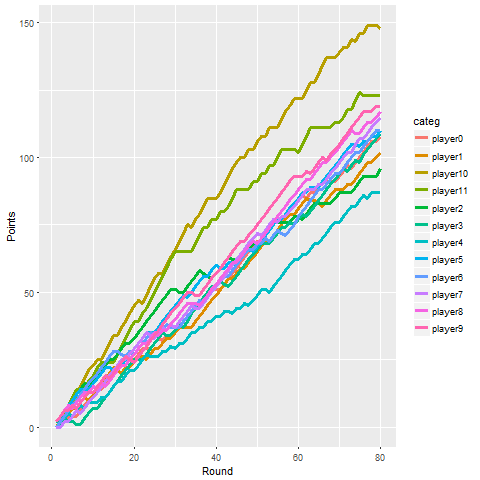 150
100
50
0
Points
0
20
40
60
80
Round
categ
player0
player1
player10
player11
player2
player3
player4
player5
player6
player7
player8
player9